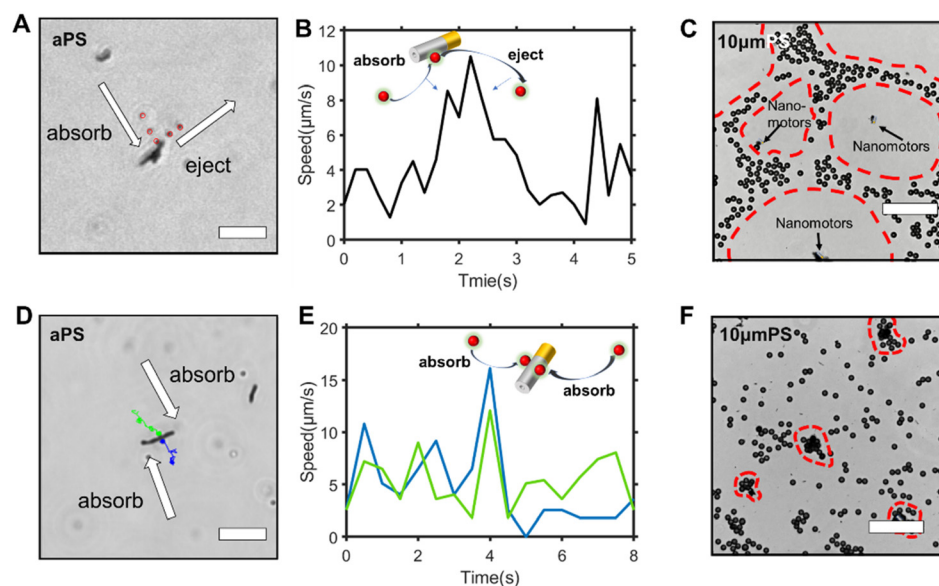 A
aPS
absorb
eject
B
12
10
8
6
4
2
0
Speed(μm/s)
absorb
eject
0 1 2 3 4 5
Tmie(s)
C
10μm
Nano-
motors
Nanomotors
Nanomotors
D
aPS
absorb
absorb
E
20
15
10
5
0
Speed(μm/s)
absorb
absorb
0 2 4 6 8
Time(s)
F
10μmPS